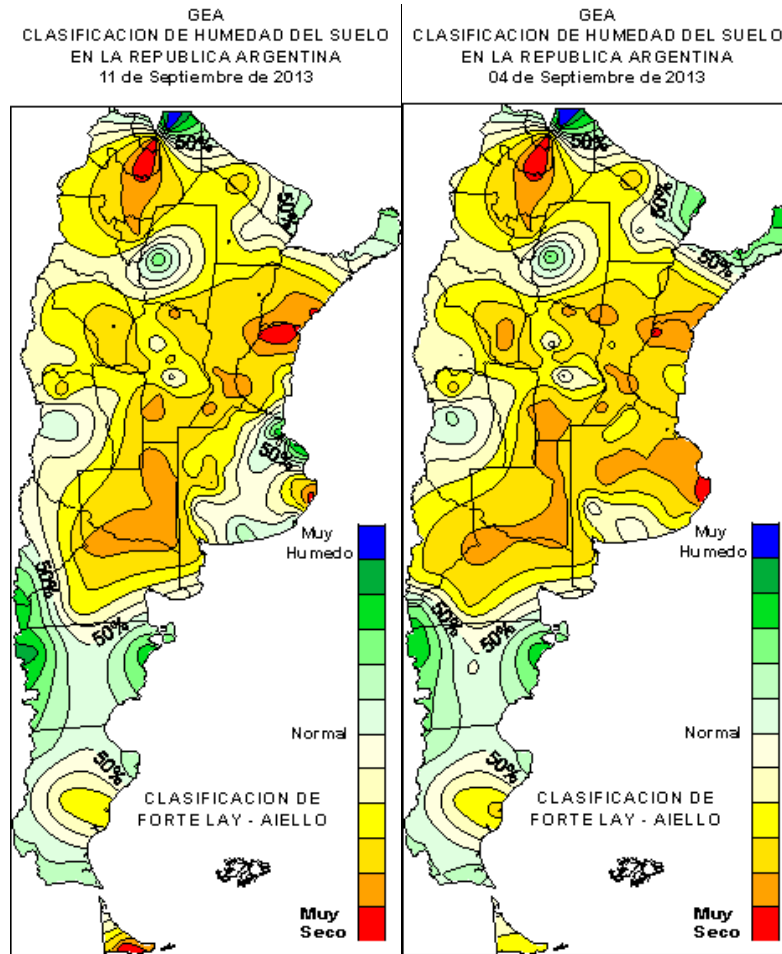 GEA
CLASIFICACION DE HUMEDAD DEL SUELO
EN LA REPUBLICA ARGENTINA
11 de Septiembre de 2013
50%
50%
50%
50%
50%
50%
Muy
Humedo
Normal
CLASIFICACION DE
FORTE LAY - AIELLO
Muy
Seco
GEA
CLASIFICACION DE HUMEDAD DEL SUELO
EN LA REPUBLICA ARGENTINA
04 de Septiembre de 2013
50%
50%
50%
50%
50%
Muy
Humedo
Normal
CLASIFICACION DE
FORTE LAY - AIELLO
Muy
Seco